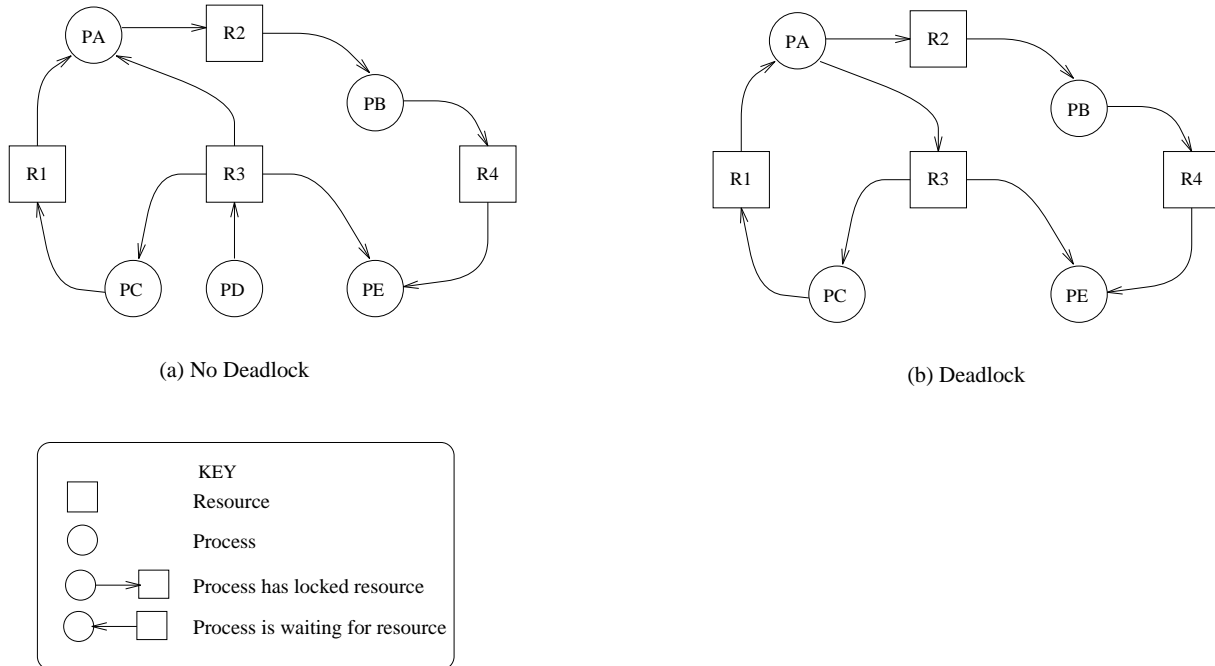 PA
R2
PB
R1
R3
R4
PC
PD
PE
(a) No Deadlock
PA
R2
PB
R1
R3
R4
PC
PE
(b) Deadlock
KEY
Resource
Process
Process has locked resource
Process is waiting for resource